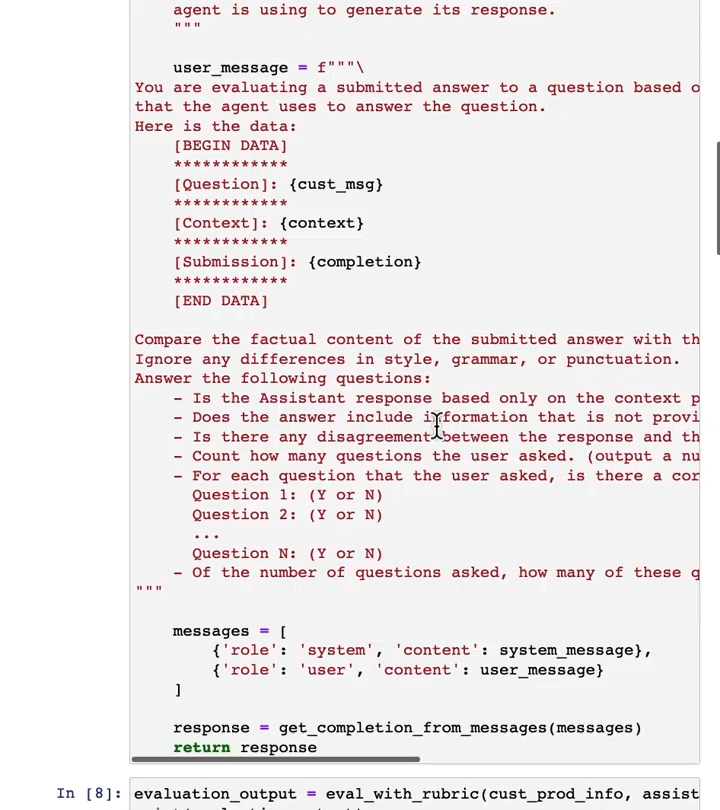 agent is using to generate its response.
"""
user_message = f"""\
You are evaluating a submitted answer to a question based o
that the agent uses to answer the question.
Here is the data:
[BEGIN DATA]
************
[Question]: {cust_msg}
************
[Context]: {context}
************
[Submission]: {completion}
************
[END DATA]
Compare the factual content of the submitted answer with th
Ignore any differences in style, grammar, or punctuation.
Answer the following questions:
- Is the Assistant response based only on the context p
- Does the answer include information that is not provi
- Is there any disagreement between the response and th
- Count how many questions the user asked. (output a nu
- For each question that the user asked, is there a cor
Question 1: (Y or N)
Question 2: (Y or N)
...
Question N: (Y or N)
- Of the number of questions asked, how many of these q
"""
messages = [
{'role': 'system', 'content': system_message},
{'role': 'user', 'content': user_message}
]
response = get_completion_from_messages(messages)
return response
In [8]: evaluation_output = eval_with_rubric(cust_prod_info, assist